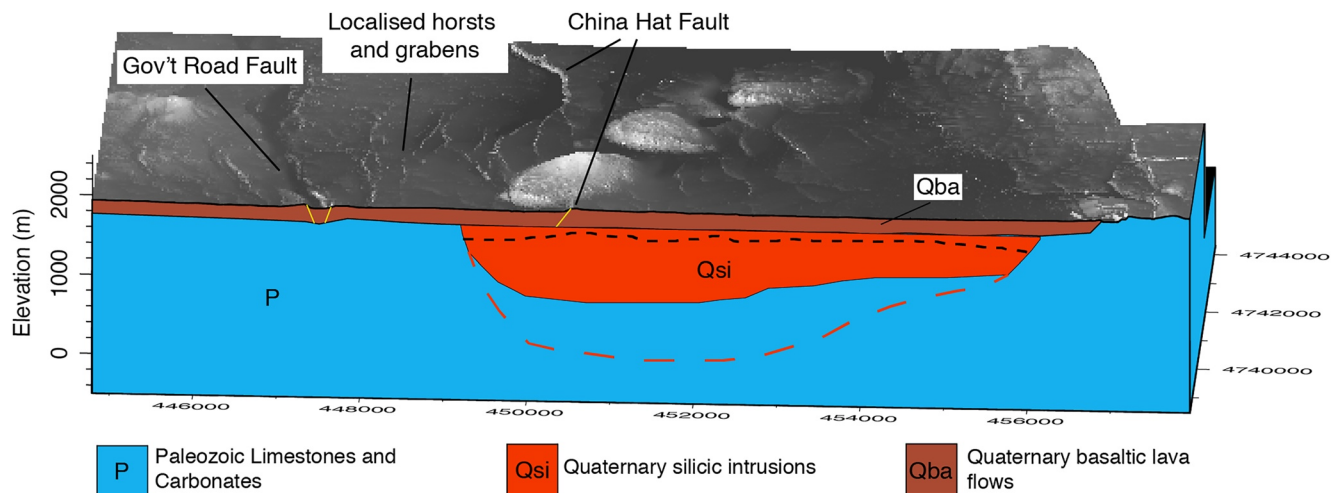 Localised horsts
and grabens
China Hat Fault
Gov't Road Fault
Qba
2000
1000
0
Elevation (m)
Qsi
P
4744000
4742000
4740000
446000
448000
450000
452000
454000
456000
P
Paleozoic Limestones and
Carbonates
Qsi
Quaternary silicic intrusions
Qba
Quaternary basaltic lava
flows